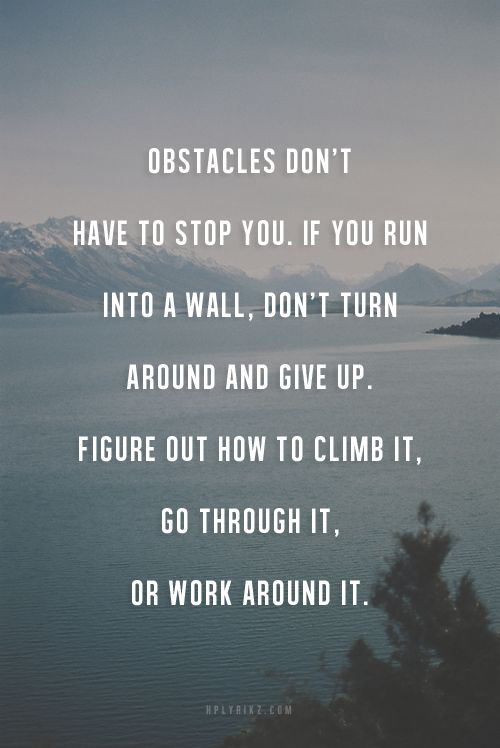 OBSTACLES DON'T
HAVE TO STOP YOU. IF YOU RUN
INTO A WALL, DON'T TURN
AROUND AND GIVE UP.
FIGURE OUT HOW TO CLIMB IT,
GO THROUGH IT,
OR WORK AROUND IT.
HPLYRIKZ.COM